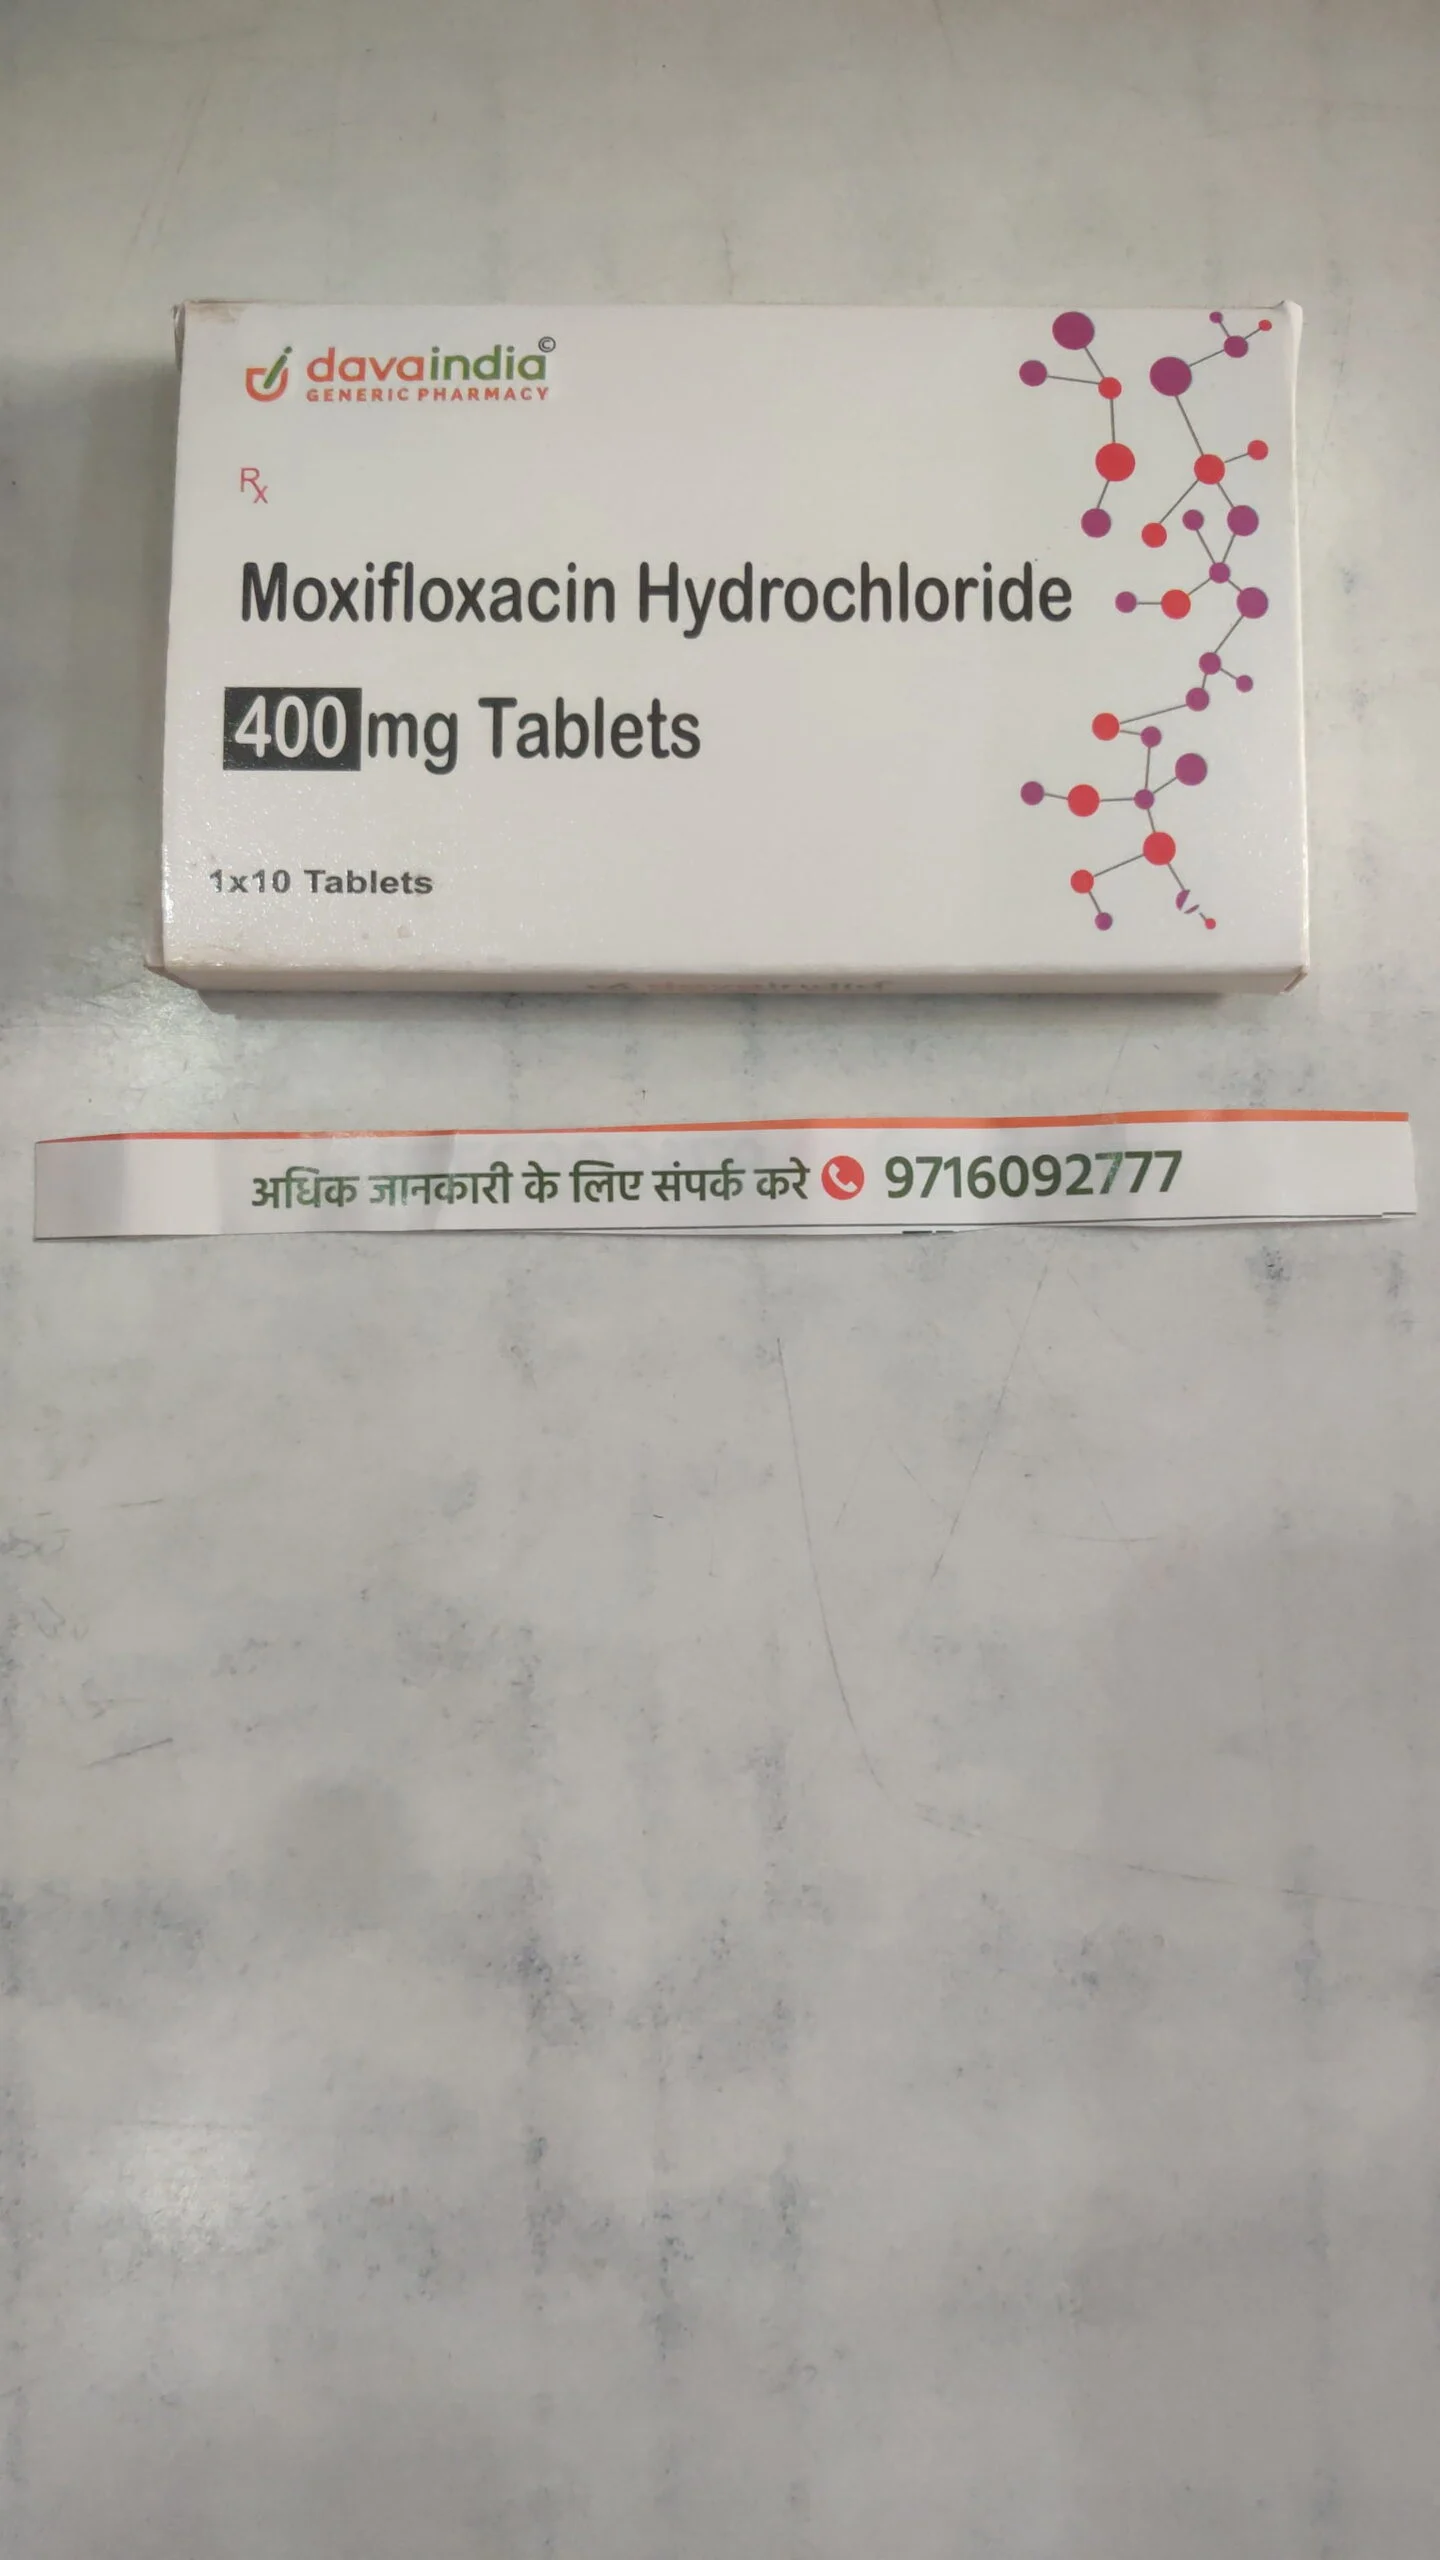 davaindia©
GENERIC PHARMACY
Rx
Moxifloxacin Hydrochloride
400 mg Tablets
1x10 Tablets
अधिक जानकारी के लिए संपर्क करे 9716092777